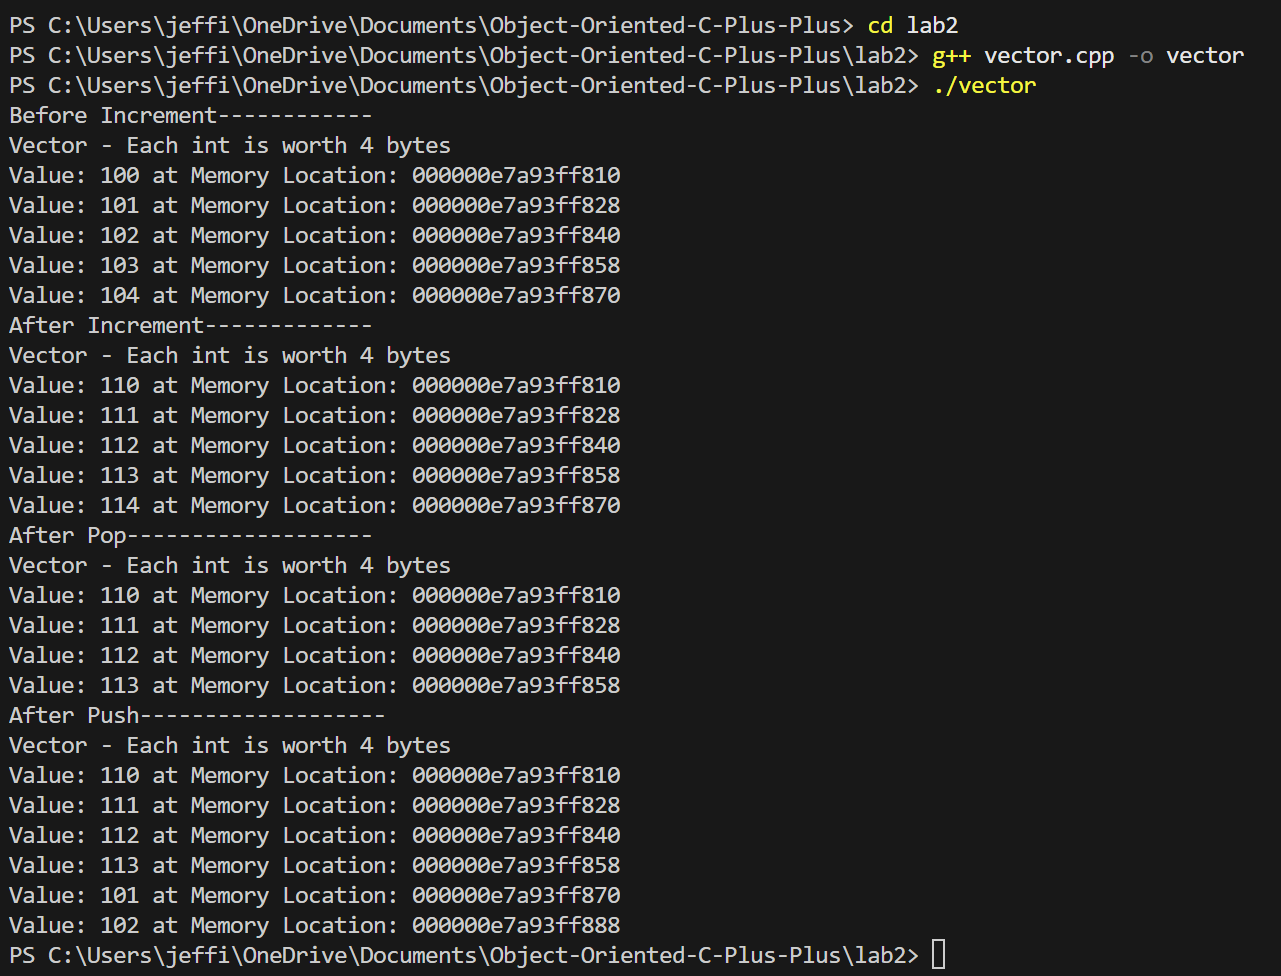 PS C:\Users\jeffi\OneDrive\Documents\Object-Oriented-C-Plus-Plus> cd lab2
PS C:\Users\jeffi\OneDrive\Documents\Object-Oriented-C-Plus-Plus\lab2> g++ vector.cpp -o vector
PS C:\Users\jeffi\OneDrive\Documents\Object-Oriented-C-Plus-Plus\lab2> ./vector
Before Increment------------
Vector - Each int is worth 4 bytes
Value: 100 at Memory Location: 000000e7a93ff810
Value: 101 at Memory Location: 000000e7a93ff828
Value: 102 at Memory Location: 000000e7a93ff840
Value: 103 at Memory Location: 000000e7a93ff858
Value: 104 at Memory Location: 000000e7a93ff870
After Increment-------------
Vector - Each int is worth 4 bytes
Value: 110 at Memory Location: 000000e7a93ff810
Value: 111 at Memory Location: 000000e7a93ff828
Value: 112 at Memory Location: 000000e7a93ff840
Value: 113 at Memory Location: 000000e7a93ff858
Value: 114 at Memory Location: 000000e7a93ff870
After Pop-------------------
Vector - Each int is worth 4 bytes
Value: 110 at Memory Location: 000000e7a93ff810
Value: 111 at Memory Location: 000000e7a93ff828
Value: 112 at Memory Location: 000000e7a93ff840
Value: 113 at Memory Location: 000000e7a93ff858
After Push-------------------
Vector - Each int is worth 4 bytes
Value: 110 at Memory Location: 000000e7a93ff810
Value: 111 at Memory Location: 000000e7a93ff828
Value: 112 at Memory Location: 000000e7a93ff840
Value: 113 at Memory Location: 000000e7a93ff858
Value: 101 at Memory Location: 000000e7a93ff870
Value: 102 at Memory Location: 000000e7a93ff888
PS C:\Users\jeffi\OneDrive\Documents\Object-Oriented-C-Plus-Plus\lab2>